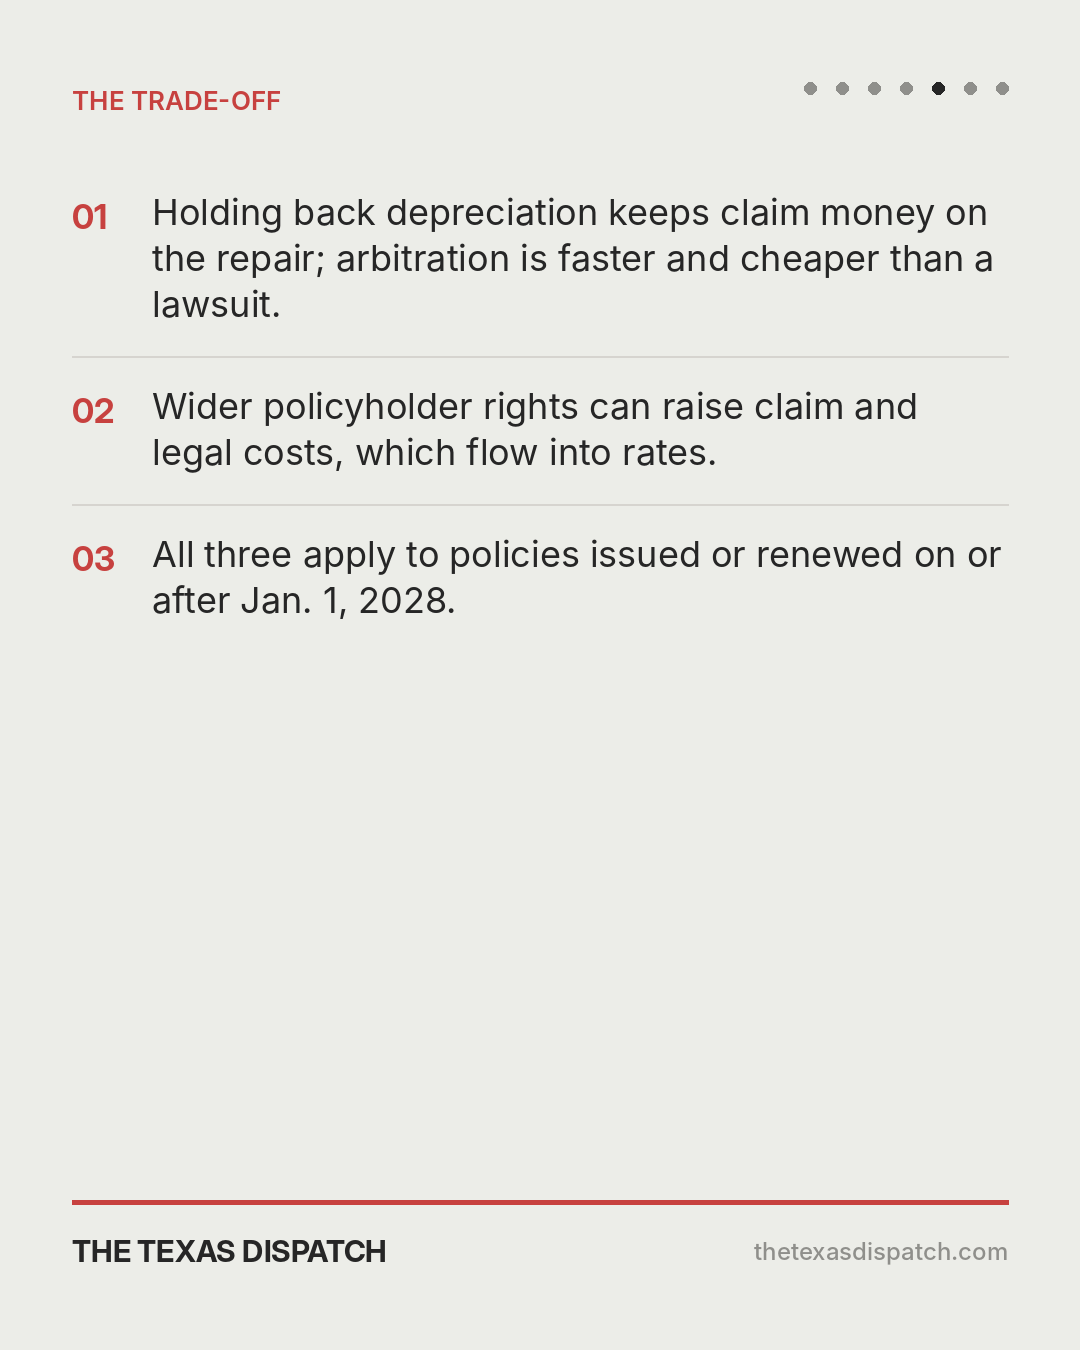 THE TRADE-OFF
01 Holding back depreciation keeps claim money on
the repair; arbitration is faster and cheaper than a
lawsuit.
02 Wider policyholder rights can raise claim and
legal costs, which flow into rates.
03 All three apply to policies issued or renewed on or
after Jan. 1, 2028.
THE TEXAS DISPATCH
thetexasdispatch.com